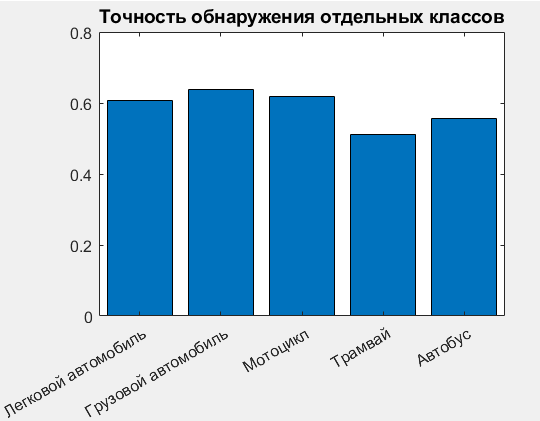 Точность обнаружения отдельных классов
0.8
0.6
0.4
0.2
0
Легковой автомобиль
Грузовой автомобиль
Мотоцикл
Трамвай
Автобус